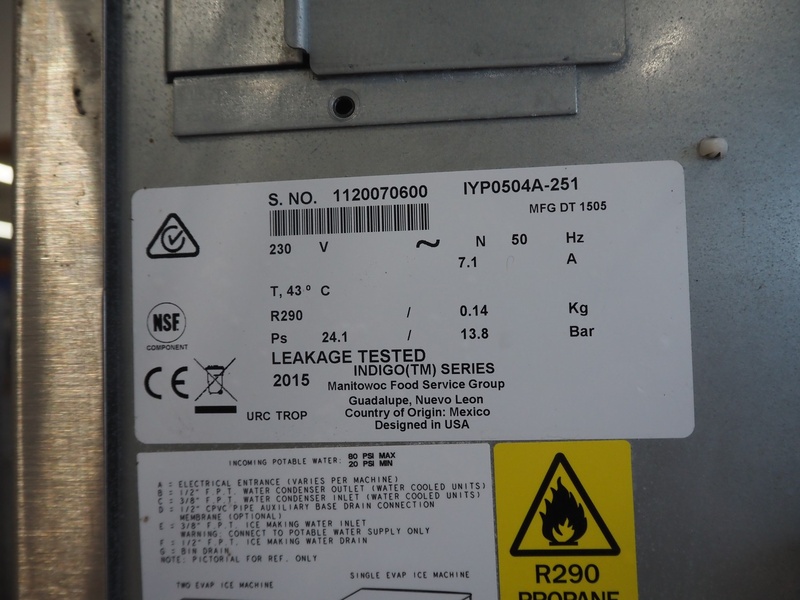 S. NO. 1120070600 IYP0504A-251
MFG DT 1505
230 V ~ N 50 Hz
7.1 A
T, 43 º C
R290 / 0.14 Kg
Ps 24.1 / 13.8 Bar
NSE
COMPONENT
LEAKAGE TESTED
INDIGO(TM) SERIES
2015 Manitowoc Food Service Group
Guadalupe, Nuevo Leon
Country of Origin: Mexico
Designed in USA
CE
URC TROP
INCOMING POTABLE WATER: 80 PSI MAX
20 PSI MIN
A = ELECTRICAL ENTRANCE (VARIES PER MACHINE)
B = 1/2" F.P.T. WATER CONDENSER OUTLET (WATER COOLED UNITS)
C = 3/8" F.P.T. WATER CONDENSER INLET (WATER COOLED UNITS)
D = 1/2" CPVC PIPE AUXILIARY BASE DRAIN CONNECTION
MEMBRANE (OPTIONAL)
E = 3/8" F.P.T. ICE MAKING WATER INLET
WARNING: CONNECT TO POTABLE WATER SUPPLY ONLY
F = 1/2" F.P.T. ICE MAKING WATER DRAIN
G = BIN DRAIN
NOTE: PICTORIAL FOR REF. ONLY
TWO EVAP ICE MACHINE
SINGLE EVAP ICE MACHINE
R290
PROPANE